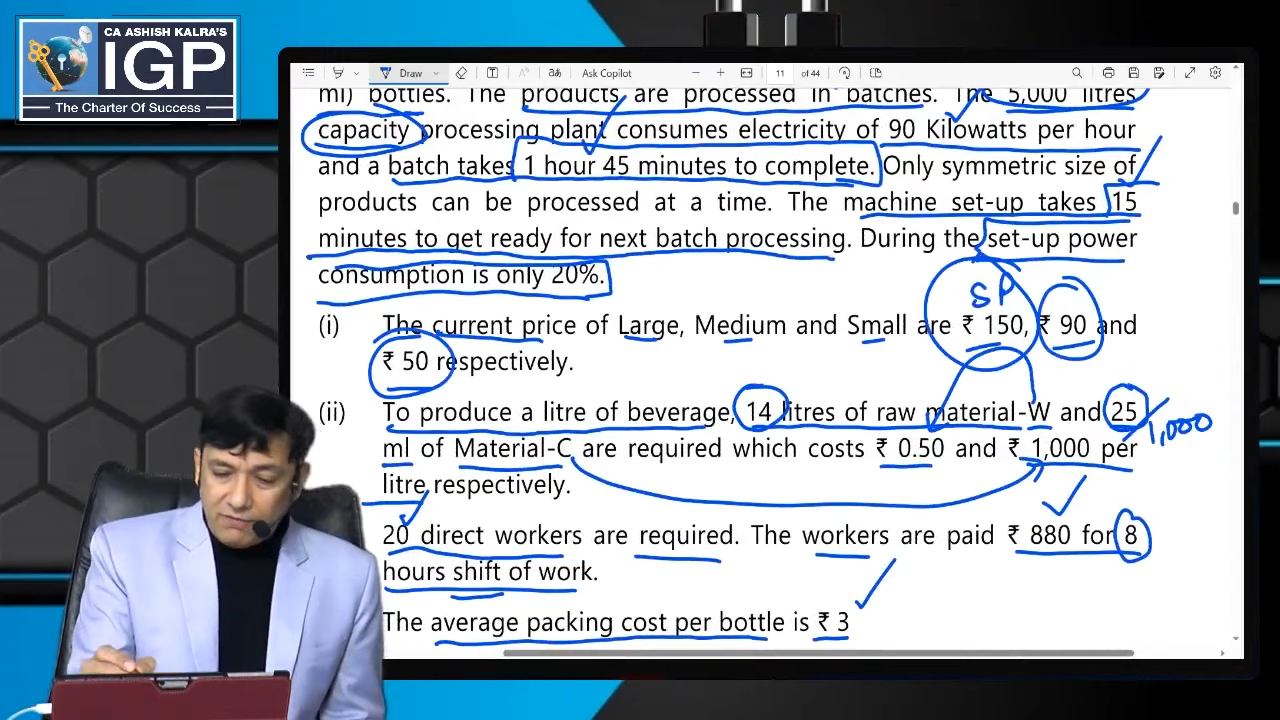 CA ASHISH KALRA'S
IGP
The Charter Of Success
Draw
Ask Copilot
11 of 44
ml) bottles. The products are processed in batches. The 5,000 litres
capacity processing plant consumes electricity of 90 Kilowatts per hour
and a batch takes 1 hour 45 minutes to complete. Only symmetric size of
products can be processed at a time. The machine set-up takes 15
minutes to get ready for next batch processing. During the set-up power
consumption is only 20%.
SP
(i) The current price of Large, Medium and Small are ₹ 150, ₹ 90 and
₹ 50 respectively.
(ii) To produce a litre of beverage, 14 litres of raw material-W and 25
/1,000
ml of Material-C are required which costs ₹ 0.50 and ₹ 1,000 per
litre respectively.
20 direct workers are required. The workers are paid ₹ 880 for 8
hours shift of work.
The average packing cost per bottle is ₹ 3